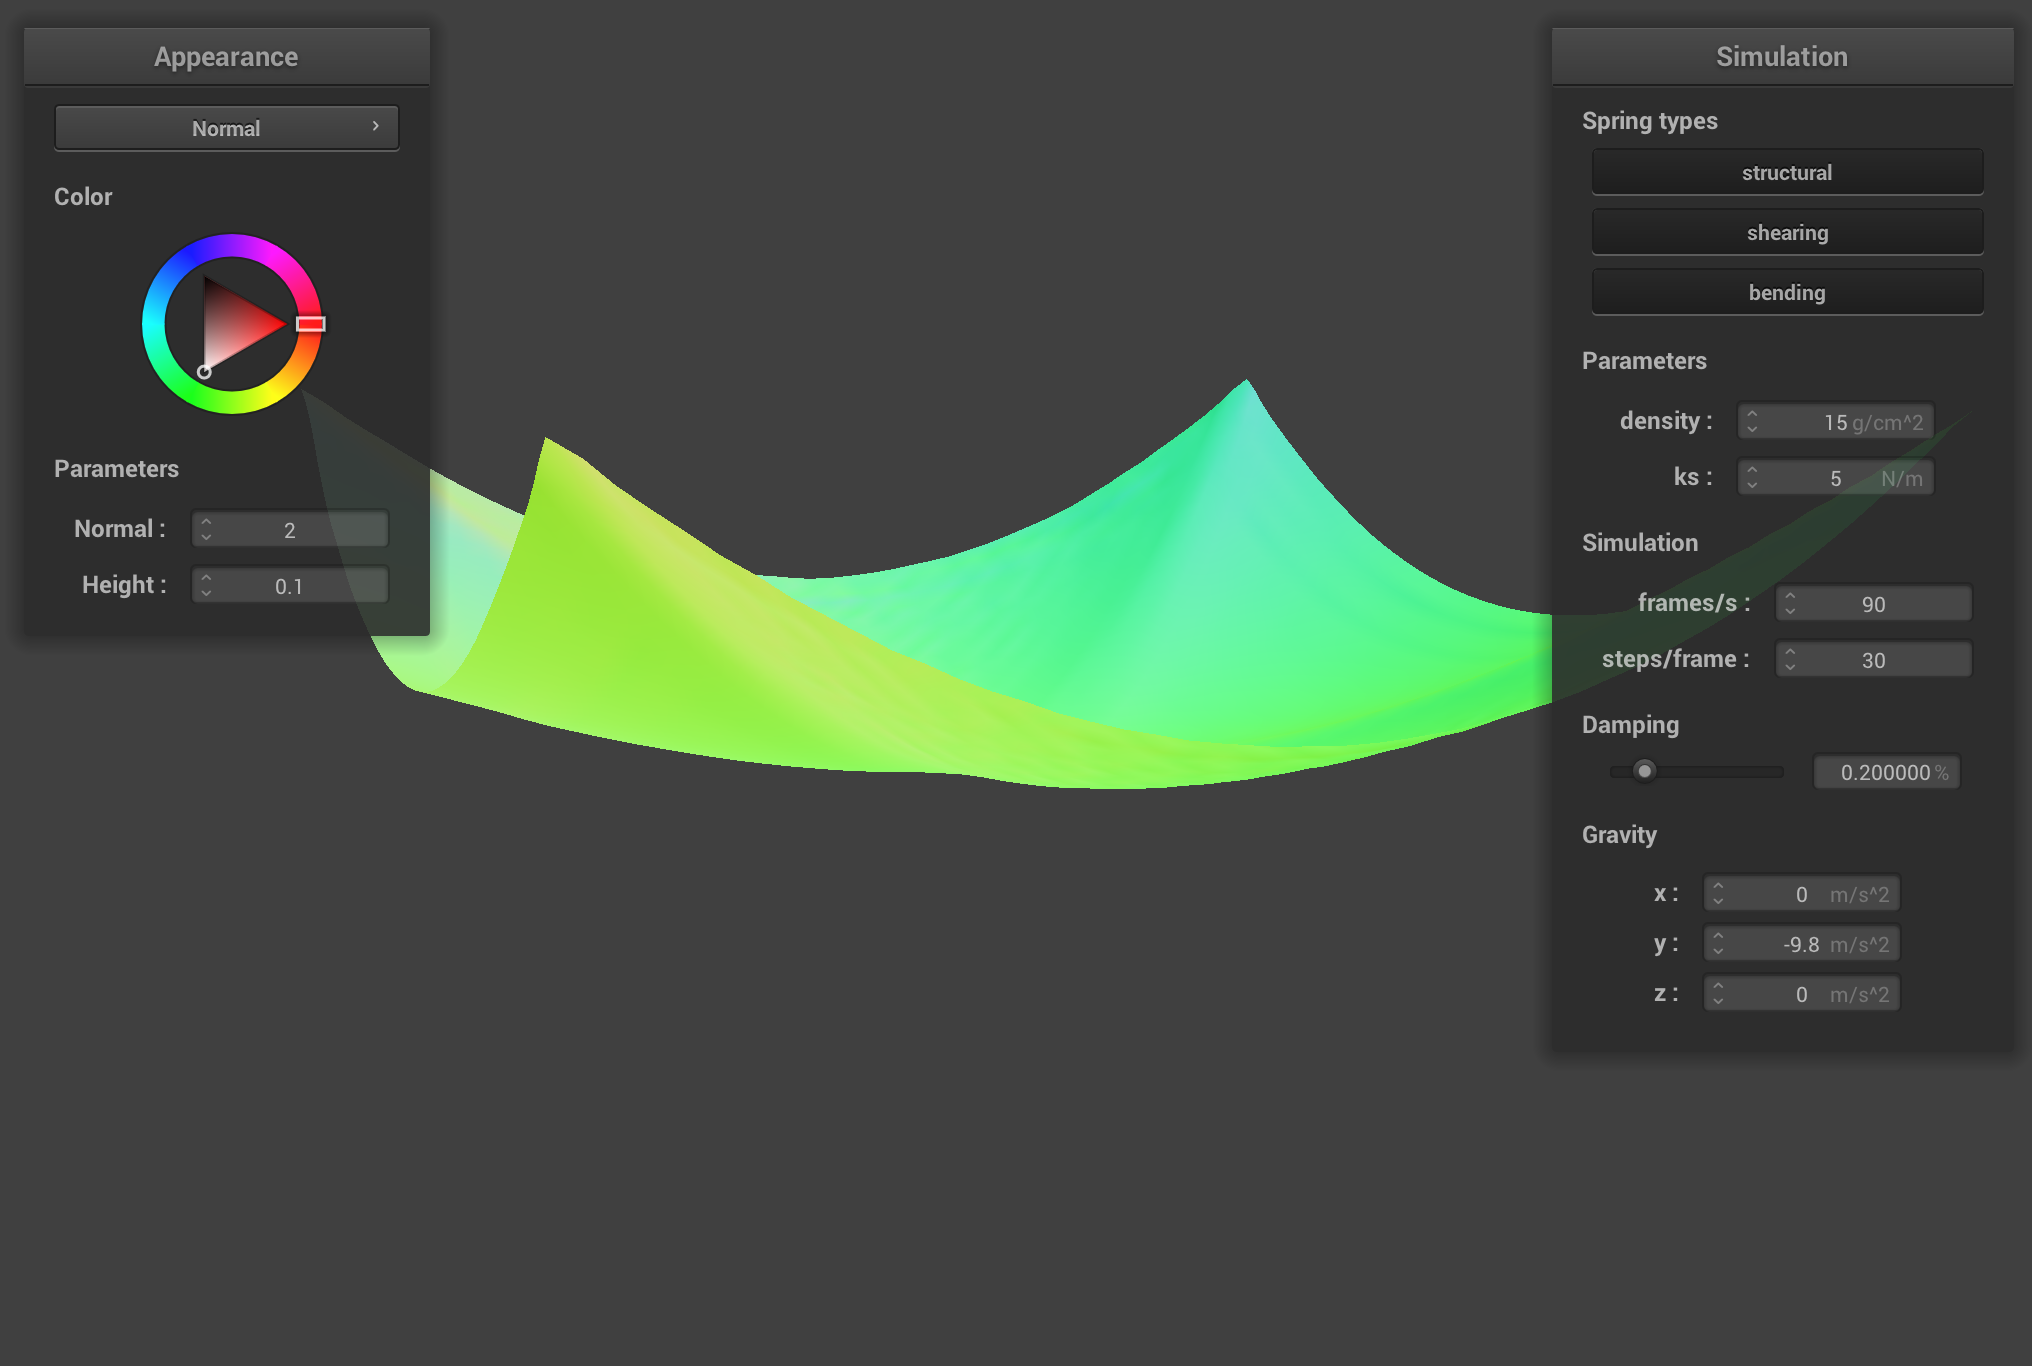 Appearance
Normal
Color
Parameters
Normal : 2
Height : 0.1
Simulation
Spring types
structural
shearing
bending
Parameters
density : 15 g/cm^2
ks : 5 N/m
Simulation
frames/s : 90
steps/frame : 30
Damping
0.200000 %
Gravity
x : 0 m/s^2
y : -9.8 m/s^2
z : 0 m/s^2